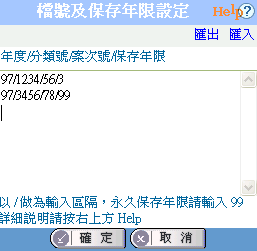 檔號及保存年限設定 Help?
匯出 匯入
年度/分類號/案次號/保存年限
97/1234/56/3
97/3456/78/99
以 / 做為輸入區隔，永久保存年限請輸入 99
詳細說明請按右上方 Help
確 定 取 消